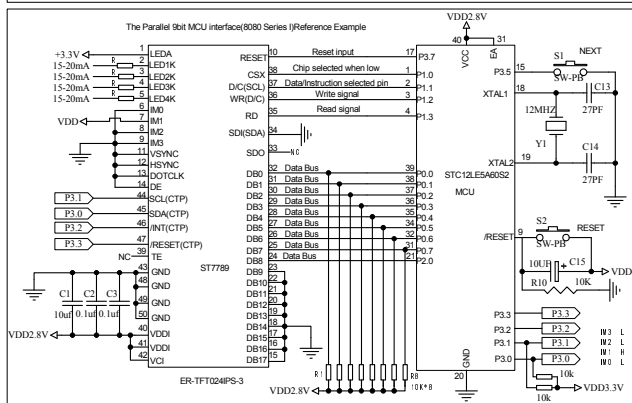 The Parallel 9bit MCU interface(8080 Series I)Reference Example
VDD2.8V
+3.3V
1 LEDA
15-20mA R 2 LED1K
15-20mA R 3 LED2K
15-20mA R 4 LED3K
15-20mA R 5 LED4K
6 IM0
VDD 7 IM1
8 IM2
9 IM3
11 VSYNC
12 HSYNC
13 DOTCLK
14 DE
P3.1 44 SCL(CTP)
P3.0 45 SDA(CTP)
P3.2 46 /INT(CTP)
P3.3 47 /RESET(CTP)
NC 39 TE
43 GND
48 GND
49 GND
50 GND
C1 C2 C3
10uf 0.1uf 0.1uf
VDD2.8V 40 VDDI
41 VDDI
42 VCI
ST7789
ER-TFT024IPS-3
RESET 10 Reset input 17 P3.7
CSX 38 Chip selected when low 1 P1.0
D/C(SCL) 37 Data/Instruction selected pin 2 P1.1
WR(D/C) 36 Write signal 3 P1.2
RD 35 Read signal 4 P1.3
SDI(SDA) 34
SDO 33 NC
DB0 32 Data Bus 39 P0.0
DB1 31 Data Bus 38 P0.1
DB2 30 Data Bus 37 P0.2
DB3 29 Data Bus 36 P0.3
DB4 28 Data Bus 35 P0.4
DB5 27 Data Bus 34 P0.5
DB6 26 Data Bus 32 P0.6
DB7 25 Data Bus 31 P0.7
DB8 24 Data Bus 21 P2.0
DB9 23
DB10 22
DB11 21
DB12 20
DB13 19
DB14 18
DB15 17
DB16 16
DB17 15
R1 R8
10K*8
VDD2.8V
40 VCC
31 EA
STC12LE5A60S2
MCU
P3.5 15 S1 NEXT
SW-PB
XTAL1 18 C13
27PF
12MHZ
Y1
XTAL2 19 C14
27PF
/RESET 9 S2 RESET
SW-PB
10UF + C15
R10 10K
VDD
P3.3 P3.3
P3.2 P3.2 IM3 L
P3.1 P3.1 IM2 L
P3.0 P3.0 IM1 H
IM0 L
10k
10k
VDD3.3V
GND
20